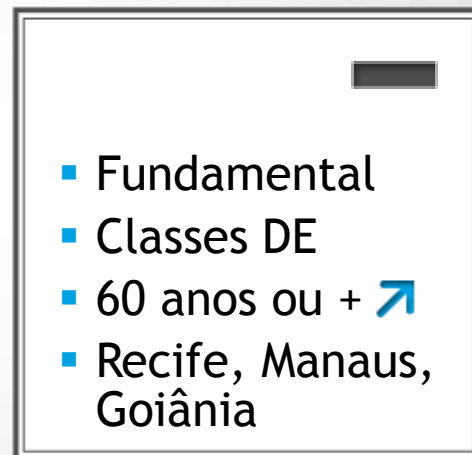 ▪ Fundamental
▪ Classes DE
▪ 60 anos ou +
▪ Recife, Manaus,
Goiânia